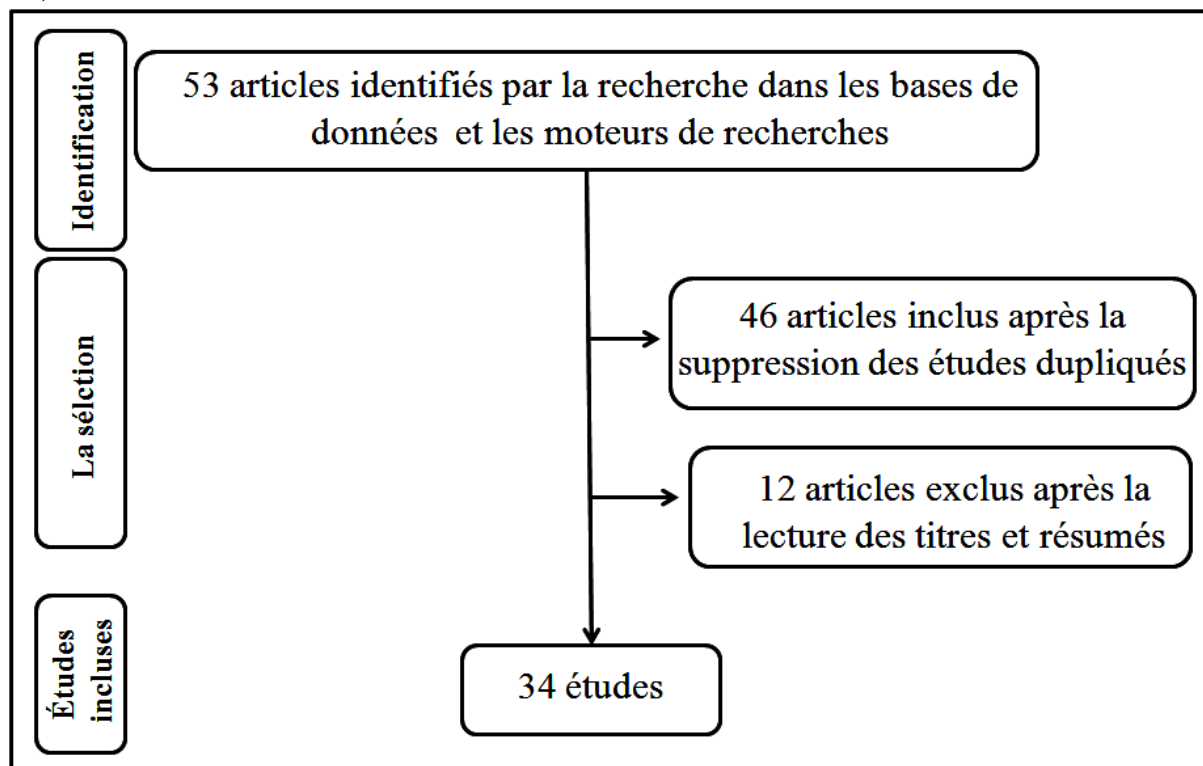 Identification
53 articles identifiés par la recherche dans les bases de
données et les moteurs de recherches
La sélction
46 articles inclus après la
suppression des études dupliqués
12 articles exclus après la
lecture des titres et résumés
Études
incluses
34 études